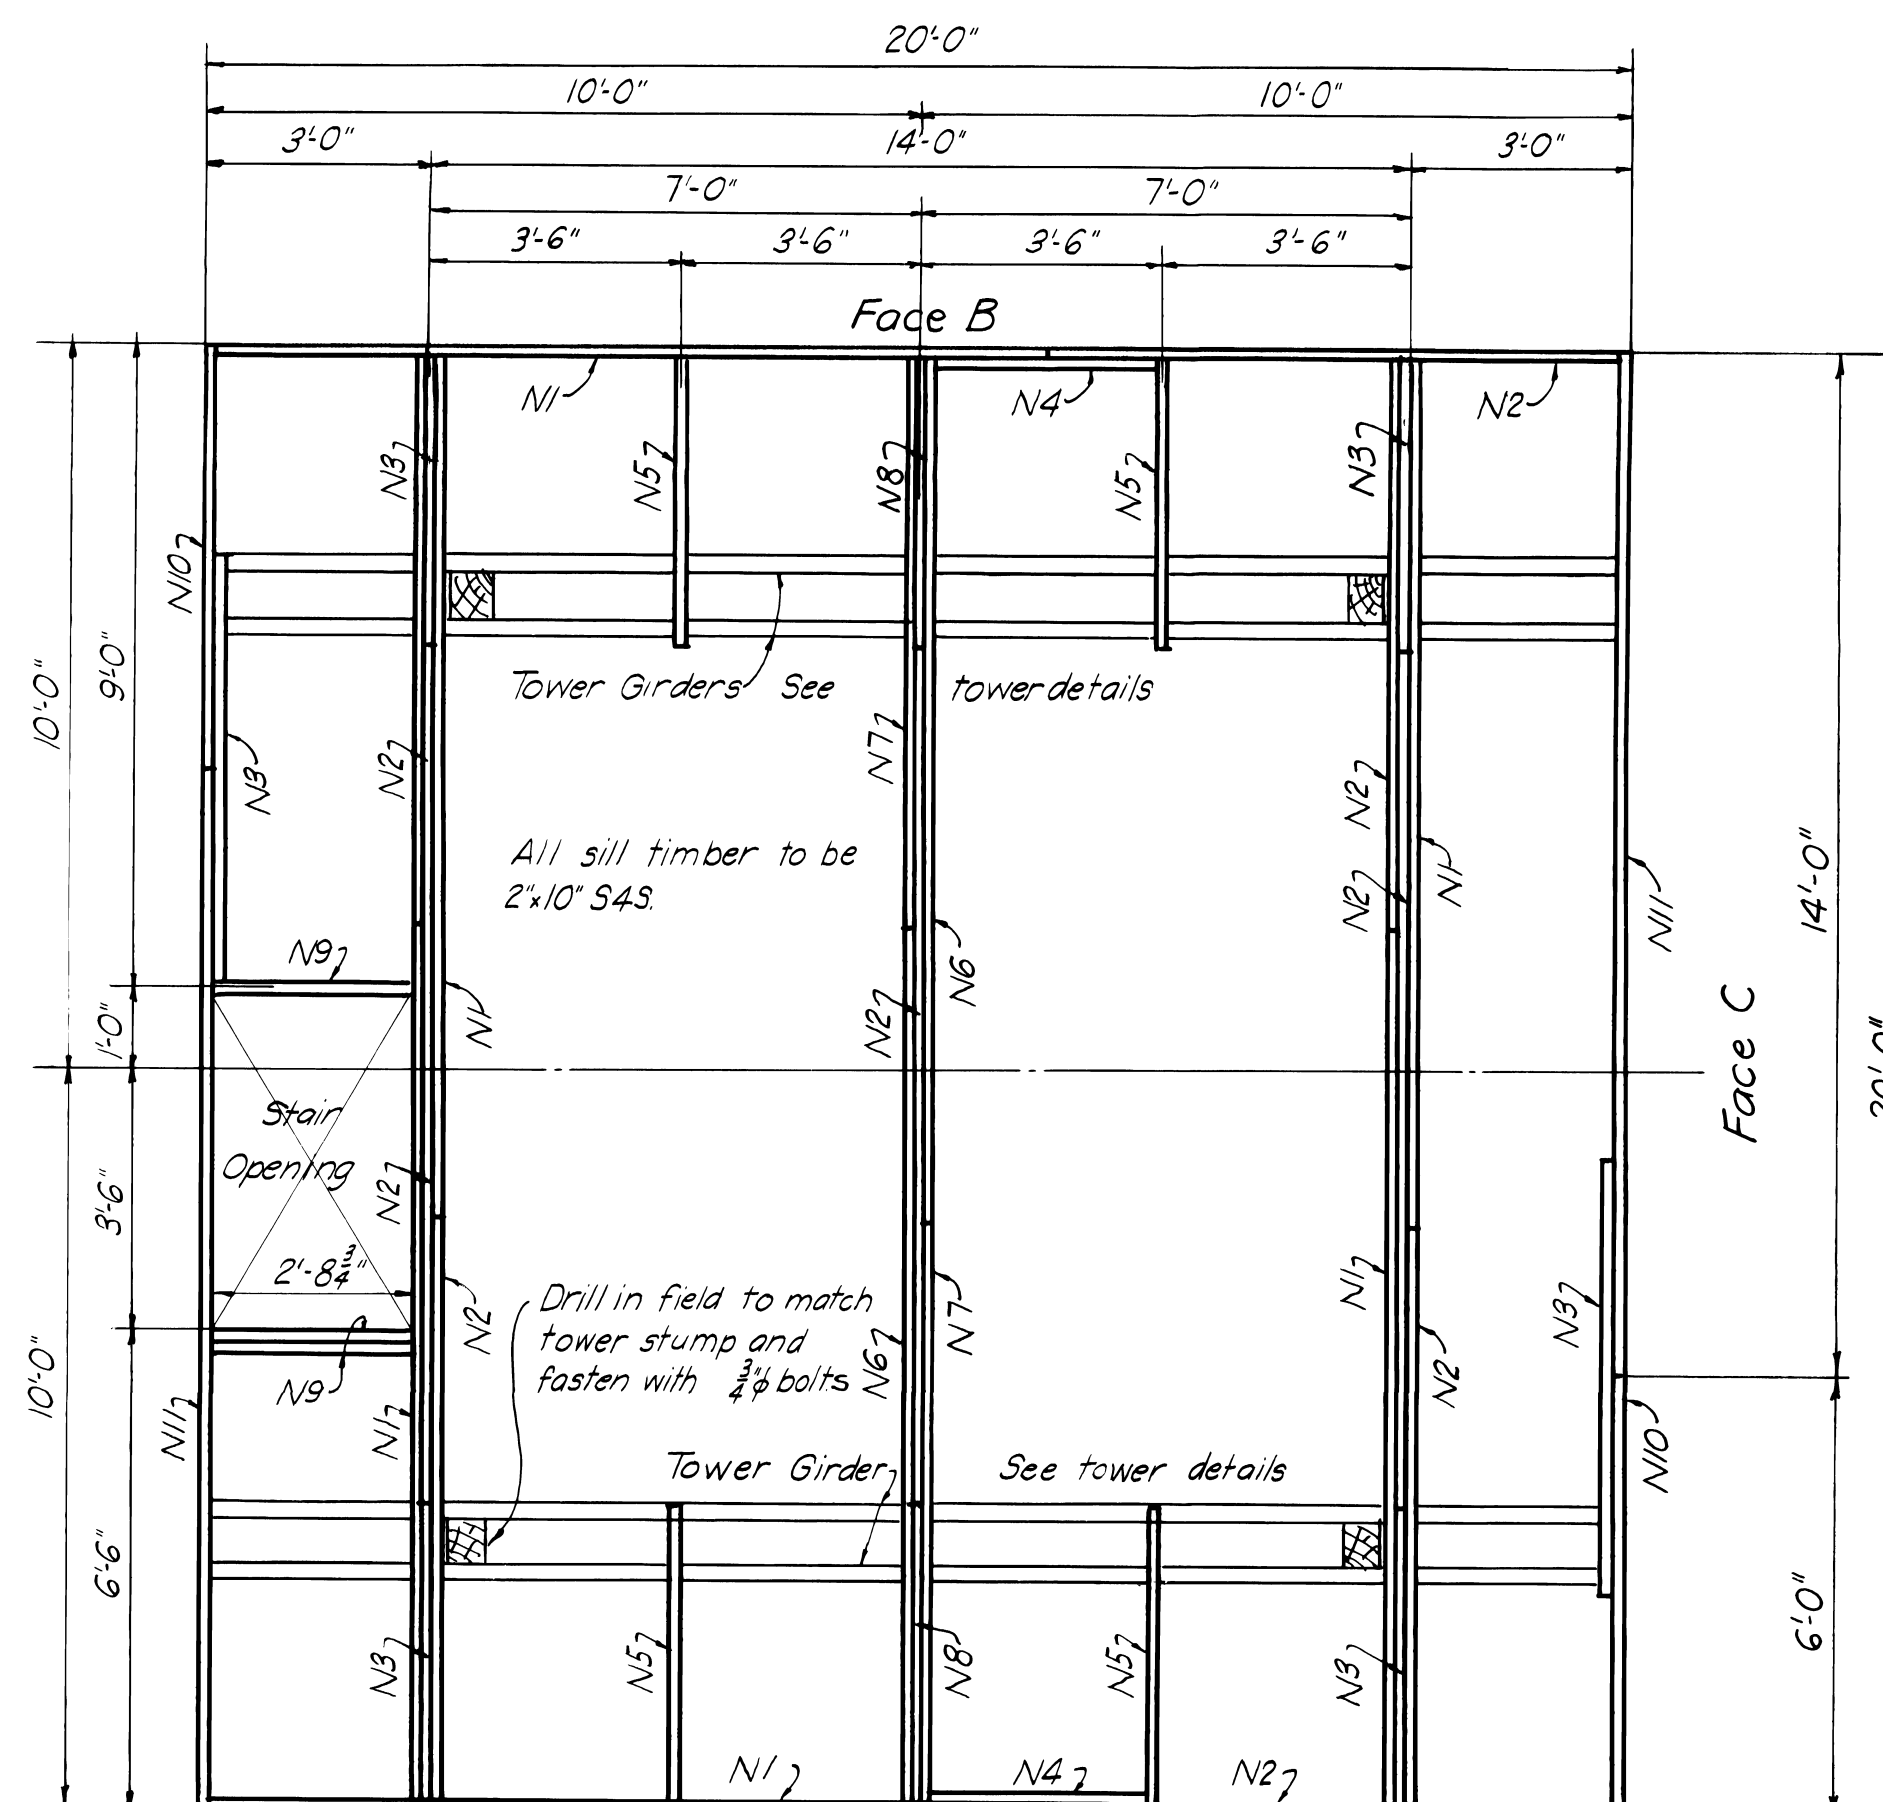 20'-0"
10'-0" 10'-0"
3'-0" 14'-0" 3'-0"
7'-0" 7'-0"
3'-6" 3'-6" 3'-6" 3'-6"
Face B
N1 N4 N2
N3 N5 N8 N5 N3
N10
Tower Girders See tower details
10'-0" 9'-0"
N3 N2 N7 N2
All sill timber to be
2"x10" S4S.
N2 N1 N11
14'-0"
N9
N1 N2 N6
1'-0"
Face C
20'-0"
Stair
Opening
3'-6"
N2
2'-8 3/4"
N2
Drill in field to match
tower stump and
fasten with 3/4"ϕ bolts
N6 N7 N1 N2 N3
10'-0"
N9
N11 N1 N10
Tower Girder See tower details
6'-6" 6'-0"
N3 N5 N8 N5 N3
N1 N4 N2